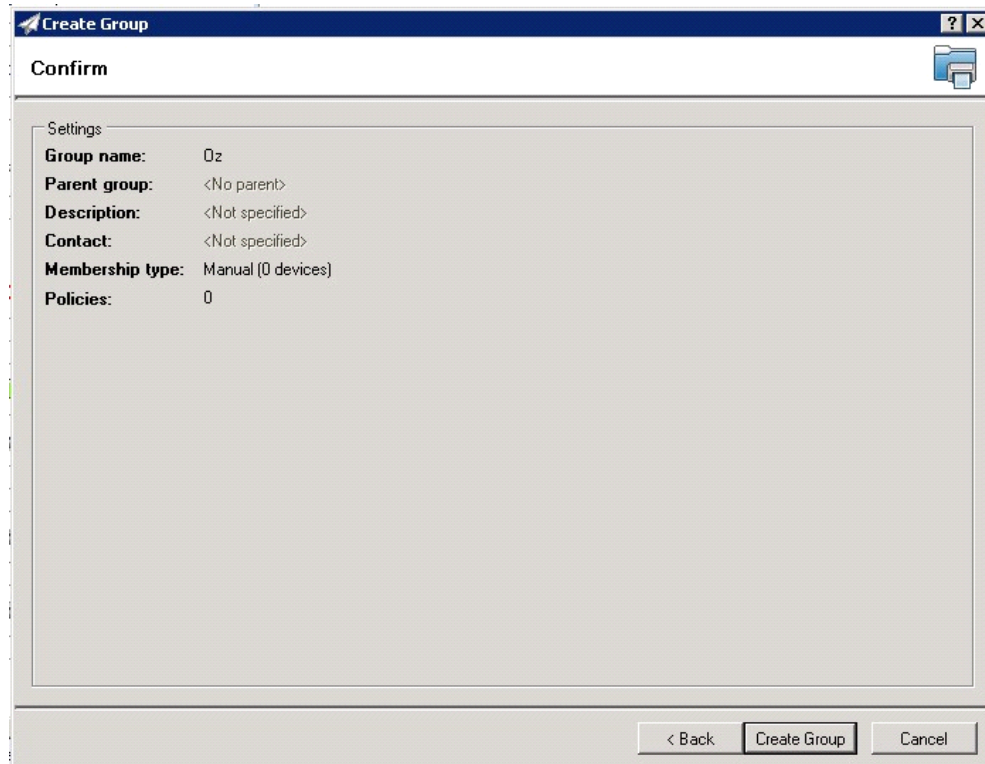 Create Group
Confirm
Settings
Group name: Oz
Parent group: <No parent>
Description: <Not specified>
Contact: <Not specified>
Membership type: Manual (0 devices)
Policies: 0
< Back Create Group Cancel